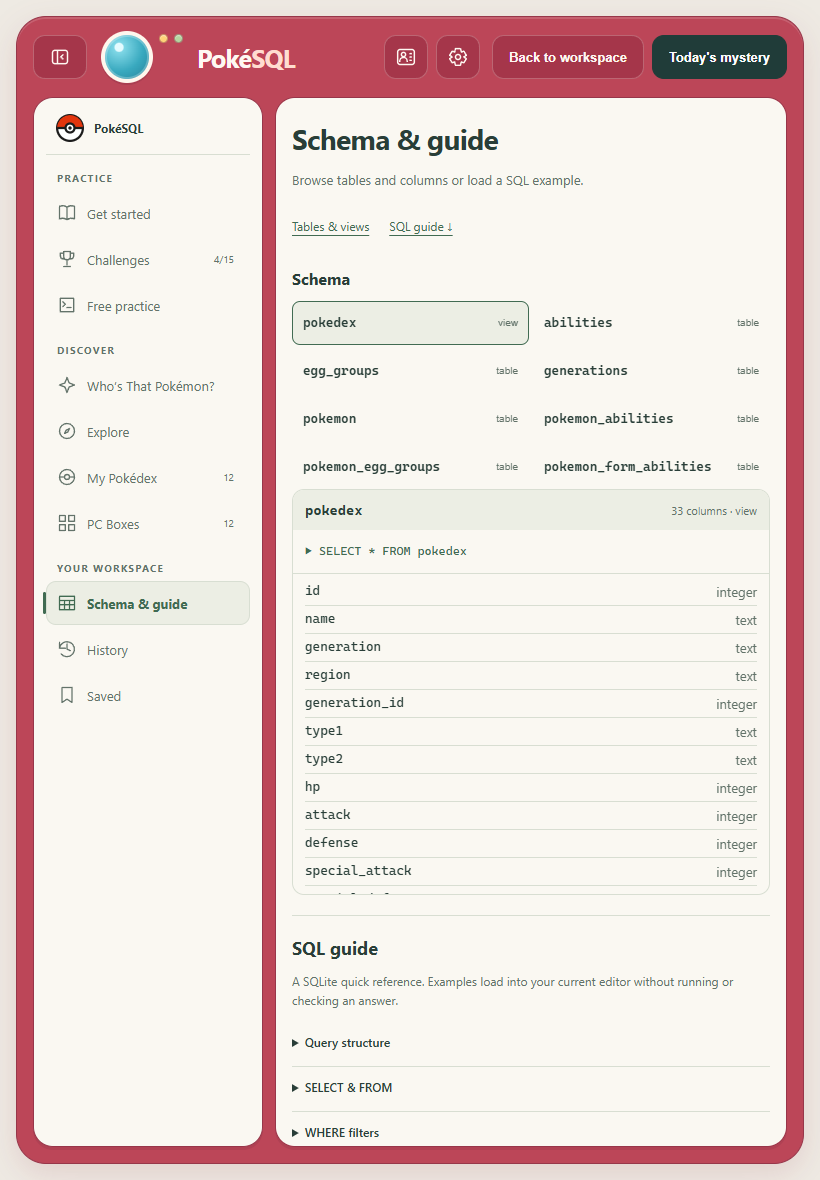 PokéSQL
Back to workspace
Today's mystery
PokéSQL
PRACTICE
Get started
Challenges 4/15
Free practice
DISCOVER
Who's That Pokémon?
Explore
My Pokédex 12
PC Boxes 12
YOUR WORKSPACE
Schema & guide
History
Saved
Schema & guide
Browse tables and columns or load a SQL example.
Tables & views SQL guide ↓
Schema
pokedex view abilities table
egg_groups table generations table
pokemon table pokemon_abilities table
pokemon_egg_groups table pokemon_form_abilities table
pokedex 33 columns · view
SELECT * FROM pokedex
id integer
name text
generation text
region text
generation_id integer
type1 text
type2 text
hp integer
attack integer
defense integer
special_attack integer
SQL guide
A SQLite quick reference. Examples load into your current editor without running or
checking an answer.
Query structure
SELECT & FROM
WHERE filters